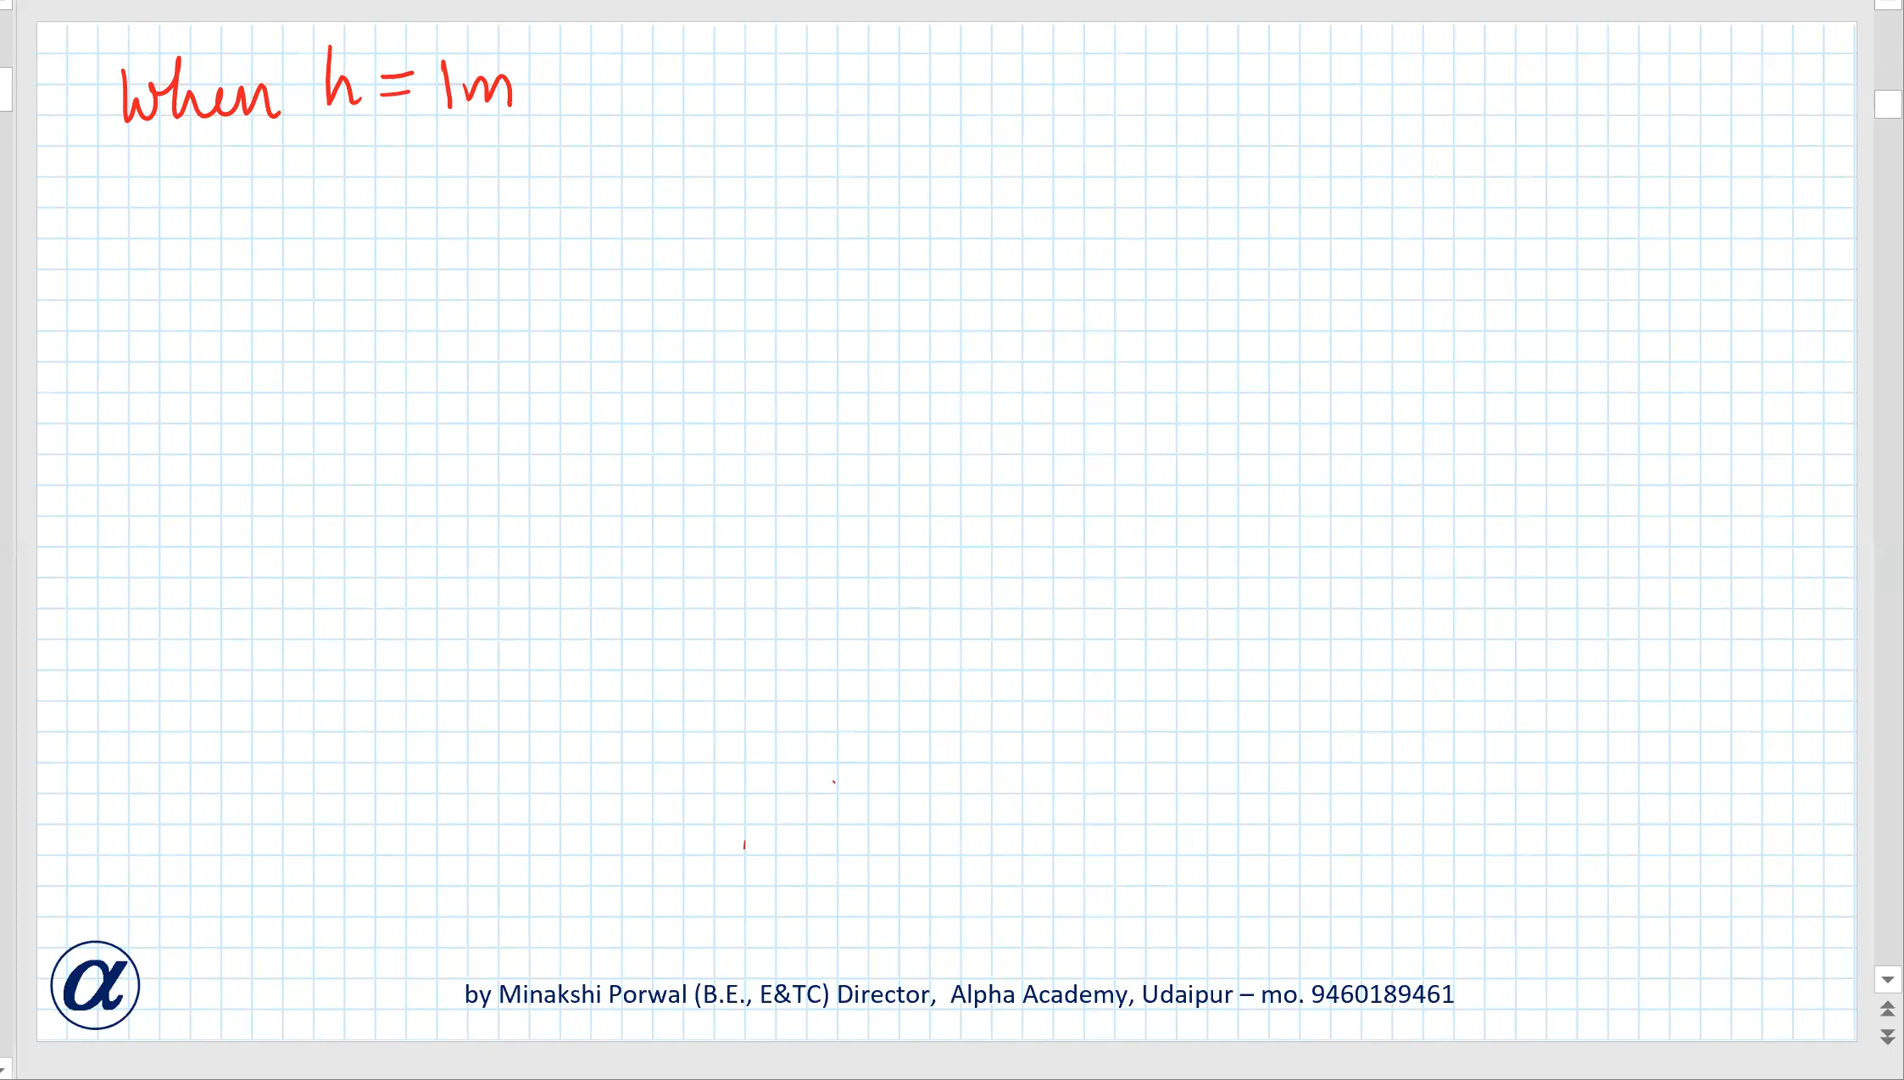 When h = 1m
α
by Minakshi Porwal (B.E., E&TC) Director, Alpha Academy, Udaipur – mo. 9460189461